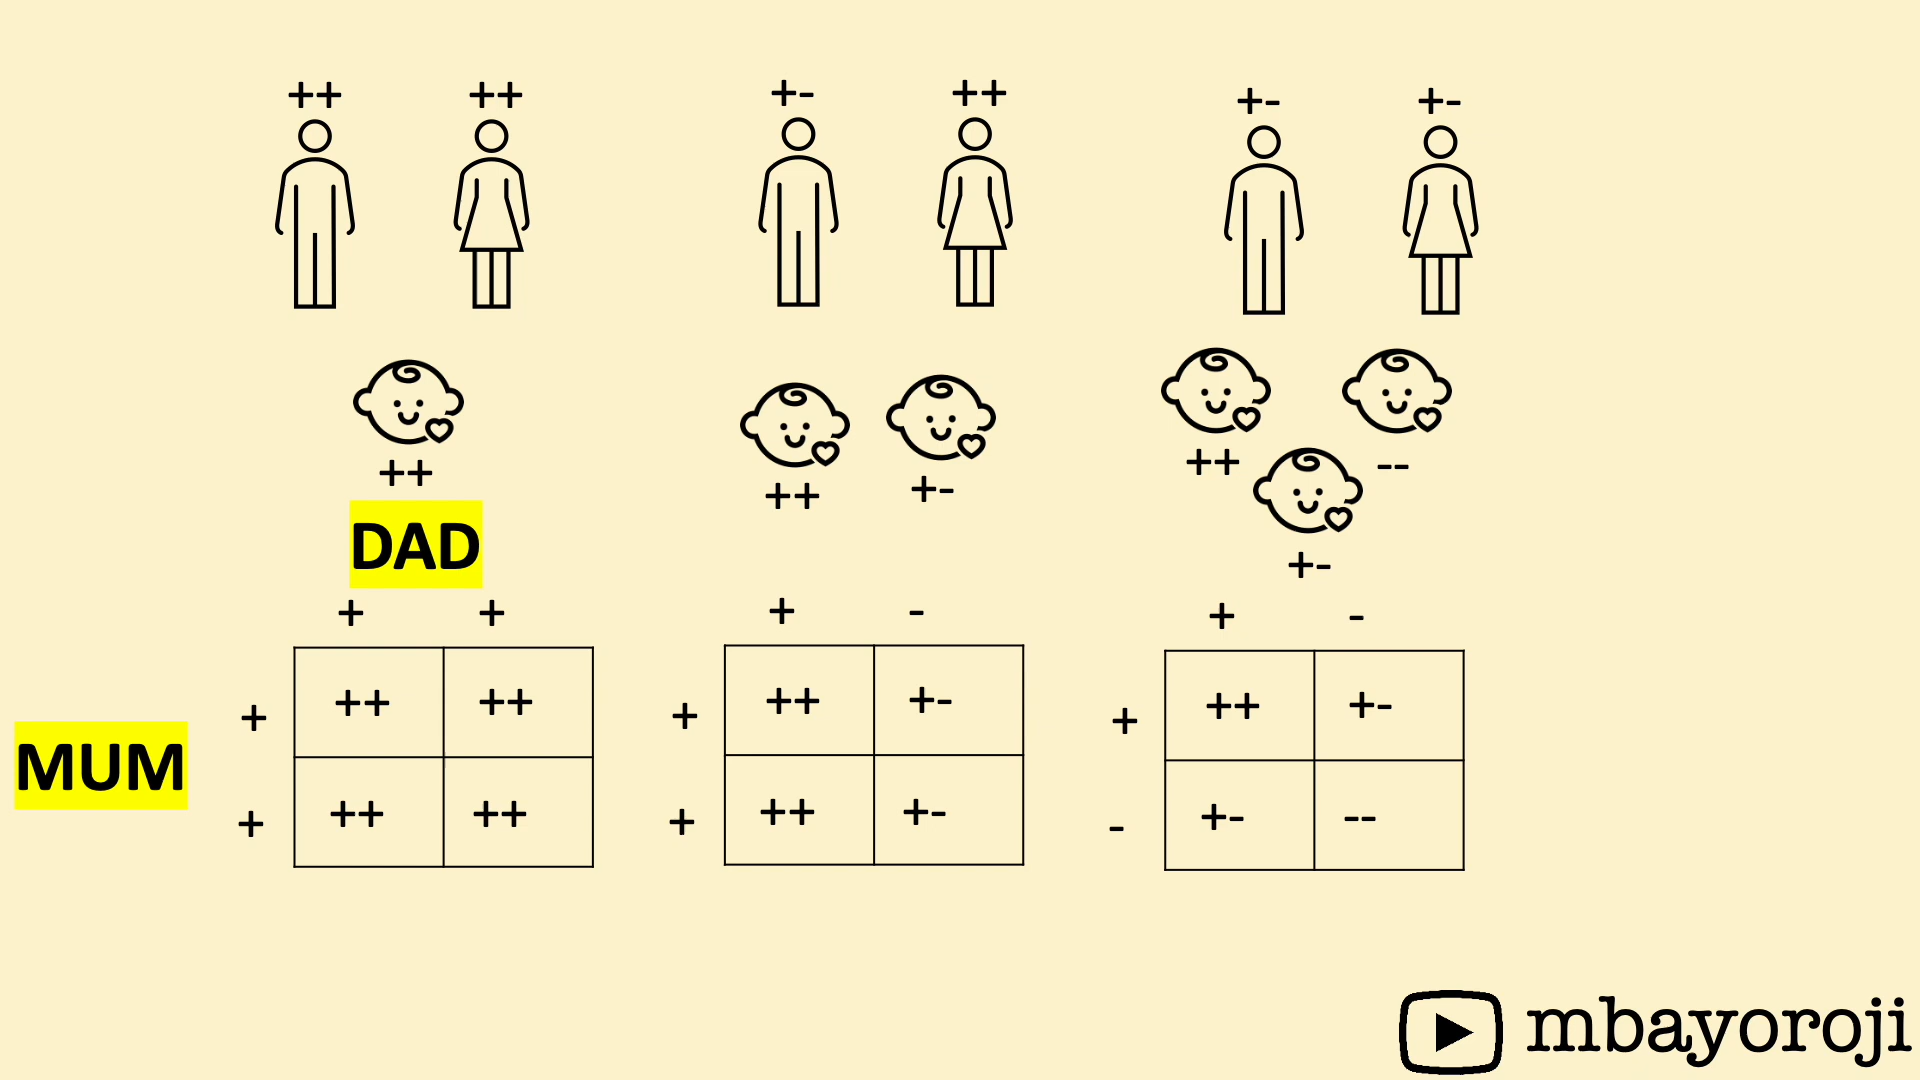 ++ ++ +- ++ +- +-
++ ++ +- ++ --
+-
DAD
+ + + - + -
+ ++ ++ + ++ +- + ++ +-
MUM
+ ++ ++ + ++ +- - +- --
mbayoroji